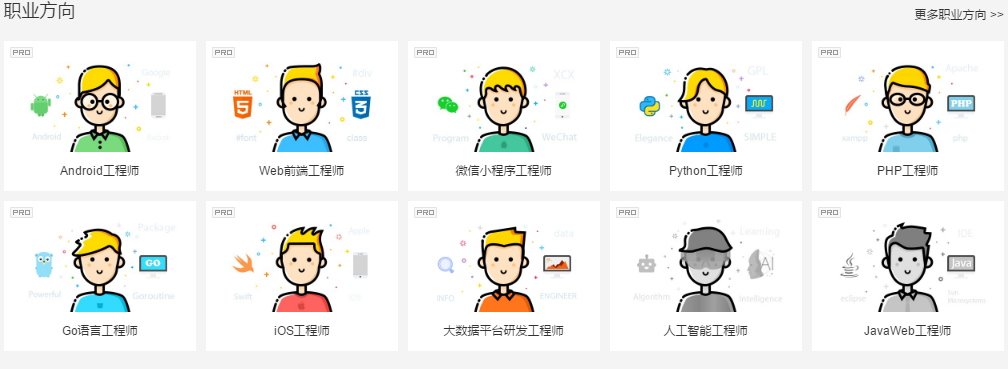 职业方向
更多职业方向 >>
PRO
Google
Android
Android工程师
PRO
#div
HTML
5
CSS
3
#font
class
Web前端工程师
PRO
XCX
Program
WeChat
微信小程序工程师
PRO
GPL
Elegance
SIMPLE
Python工程师
PRO
Apache
PHP
xampp
php
PHP工程师
PRO
Package
GO
Powerful
Goroutine
Go语言工程师
PRO
Apple
Swift
iOS
iOS工程师
PRO
data
INFO
ENGINEER
大数据平台研发工程师
PRO
Learning
AI
Algorithm
Intelligence
人工智能工程师
PRO
IDE
Java
eclipse
Sun
Microsystems
JavaWeb工程师